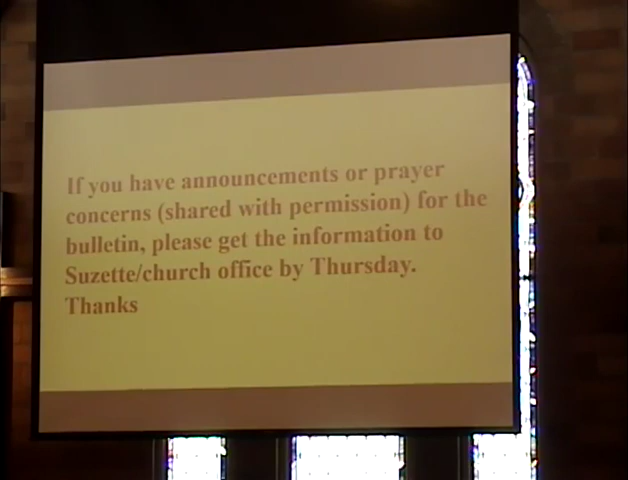 If you have announcements or prayer
concerns (shared with permission) for the
bulletin, please get the information to
Suzette/church office by Thursday.
Thanks